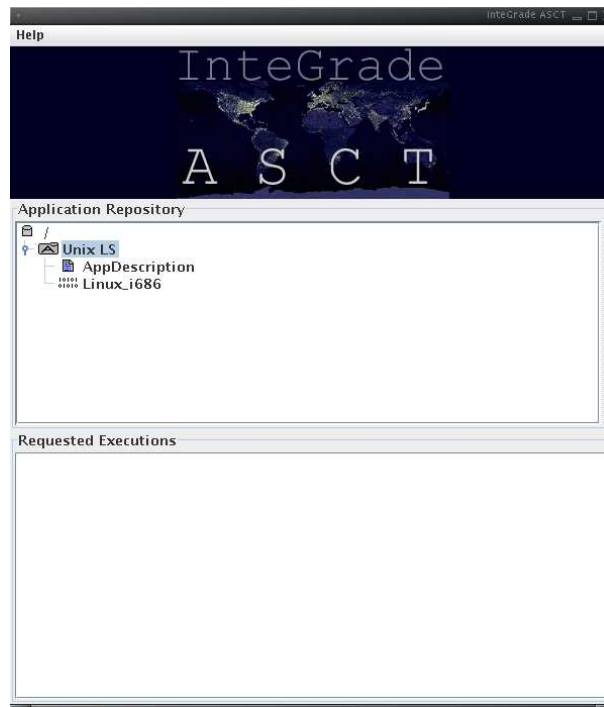 InteGrade ASCT
Help
InteGrade
A S C T
Application Repository
/
Unix LS
AppDescription
Linux_i686
Requested Executions